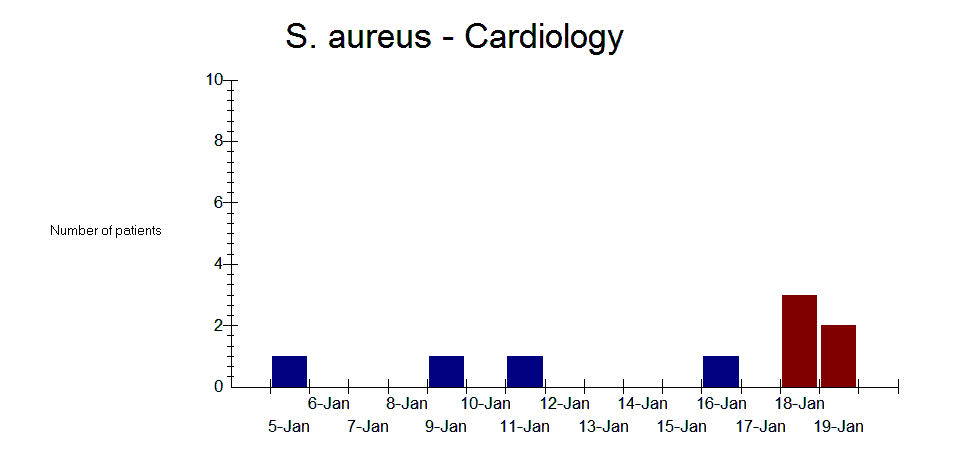 S. aureus - Cardiology
10
8
6
4
2
0
Number of patients
6-Jan 8-Jan 10-Jan 12-Jan 14-Jan 16-Jan 18-Jan
5-Jan 7-Jan 9-Jan 11-Jan 13-Jan 15-Jan 17-Jan 19-Jan